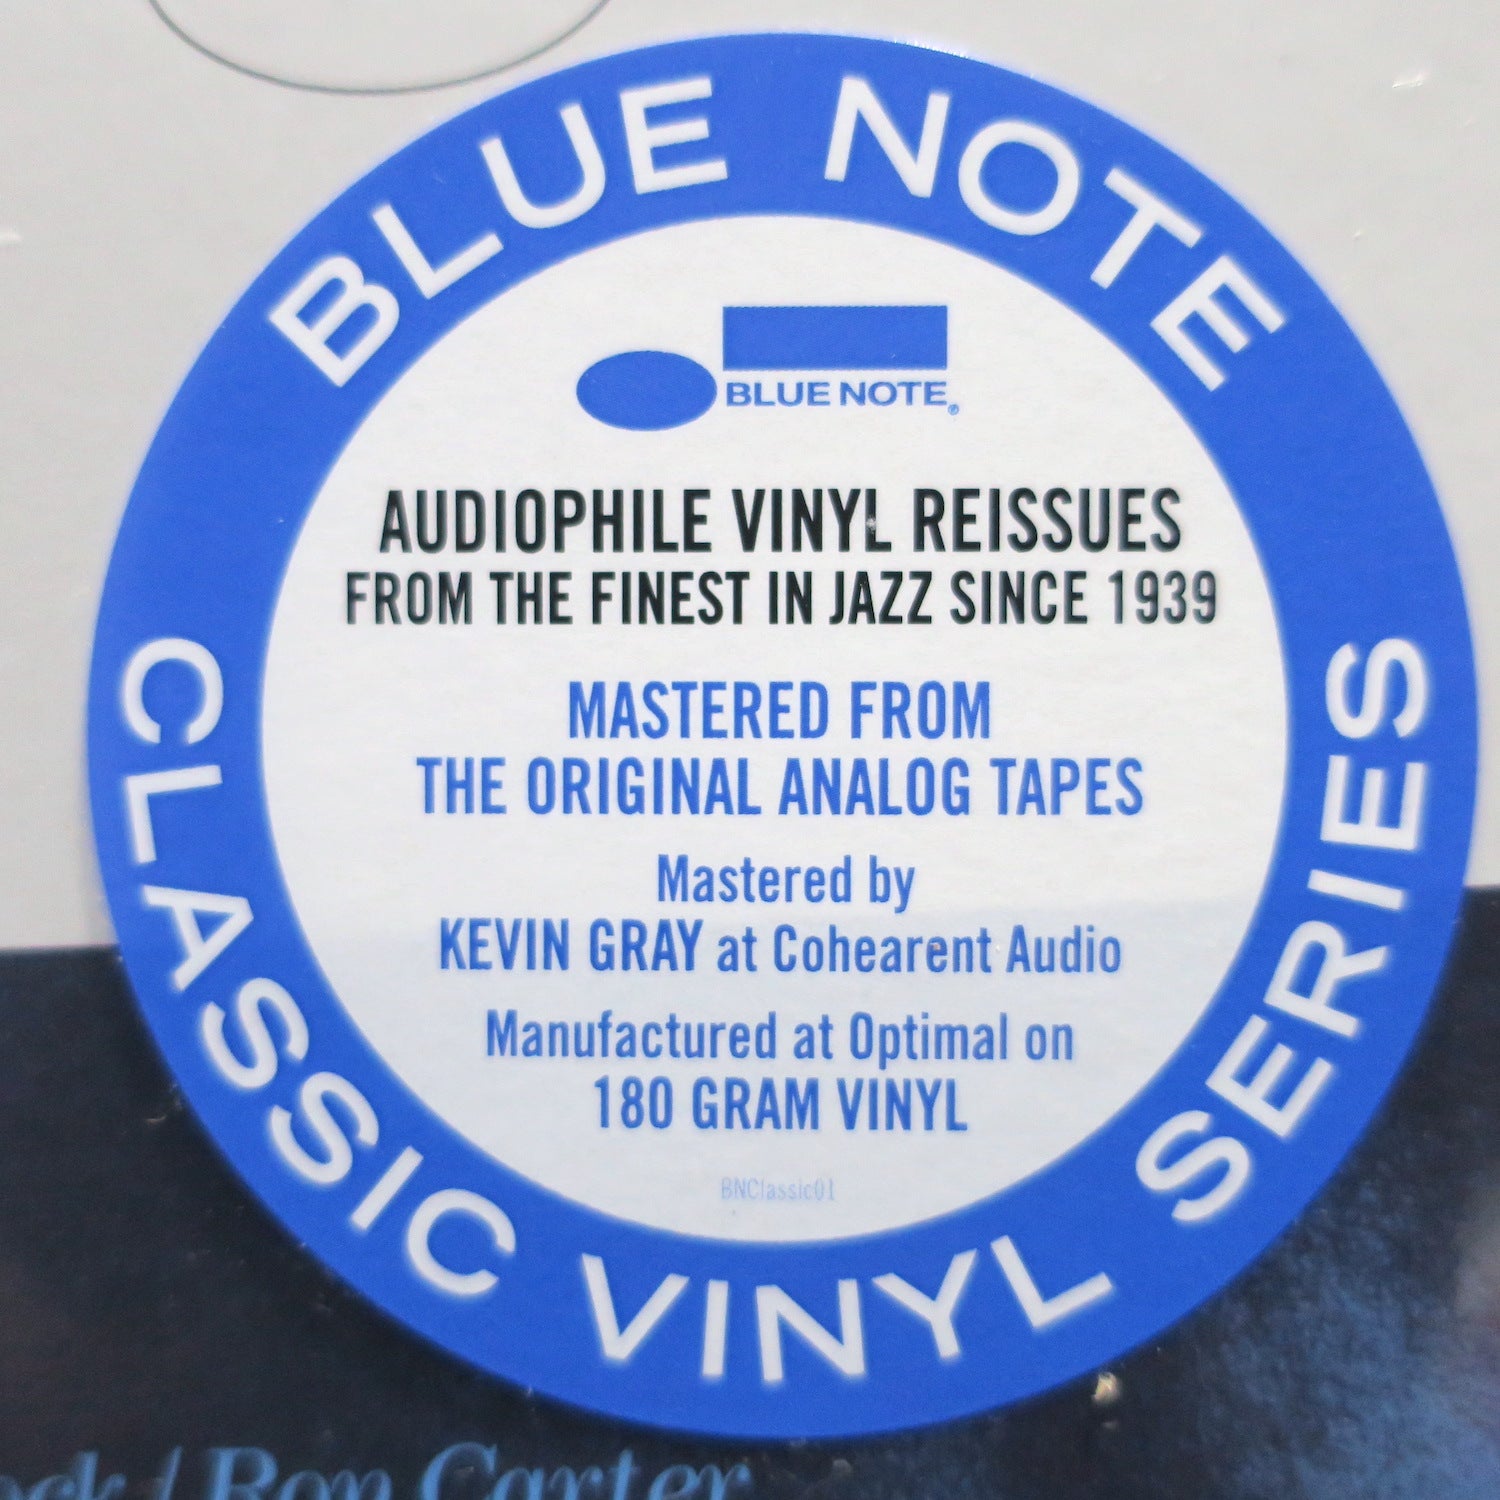 BLUE NOTE
BLUE NOTE®
AUDIOPHILE VINYL REISSUES
FROM THE FINEST IN JAZZ SINCE 1939
MASTERED FROM
THE ORIGINAL ANALOG TAPES
Mastered by
KEVIN GRAY at Cohearent Audio
Manufactured at Optimal on
180 GRAM VINYL
BNClassic01
CLASSIC VINYL SERIES
/ Ron Carter